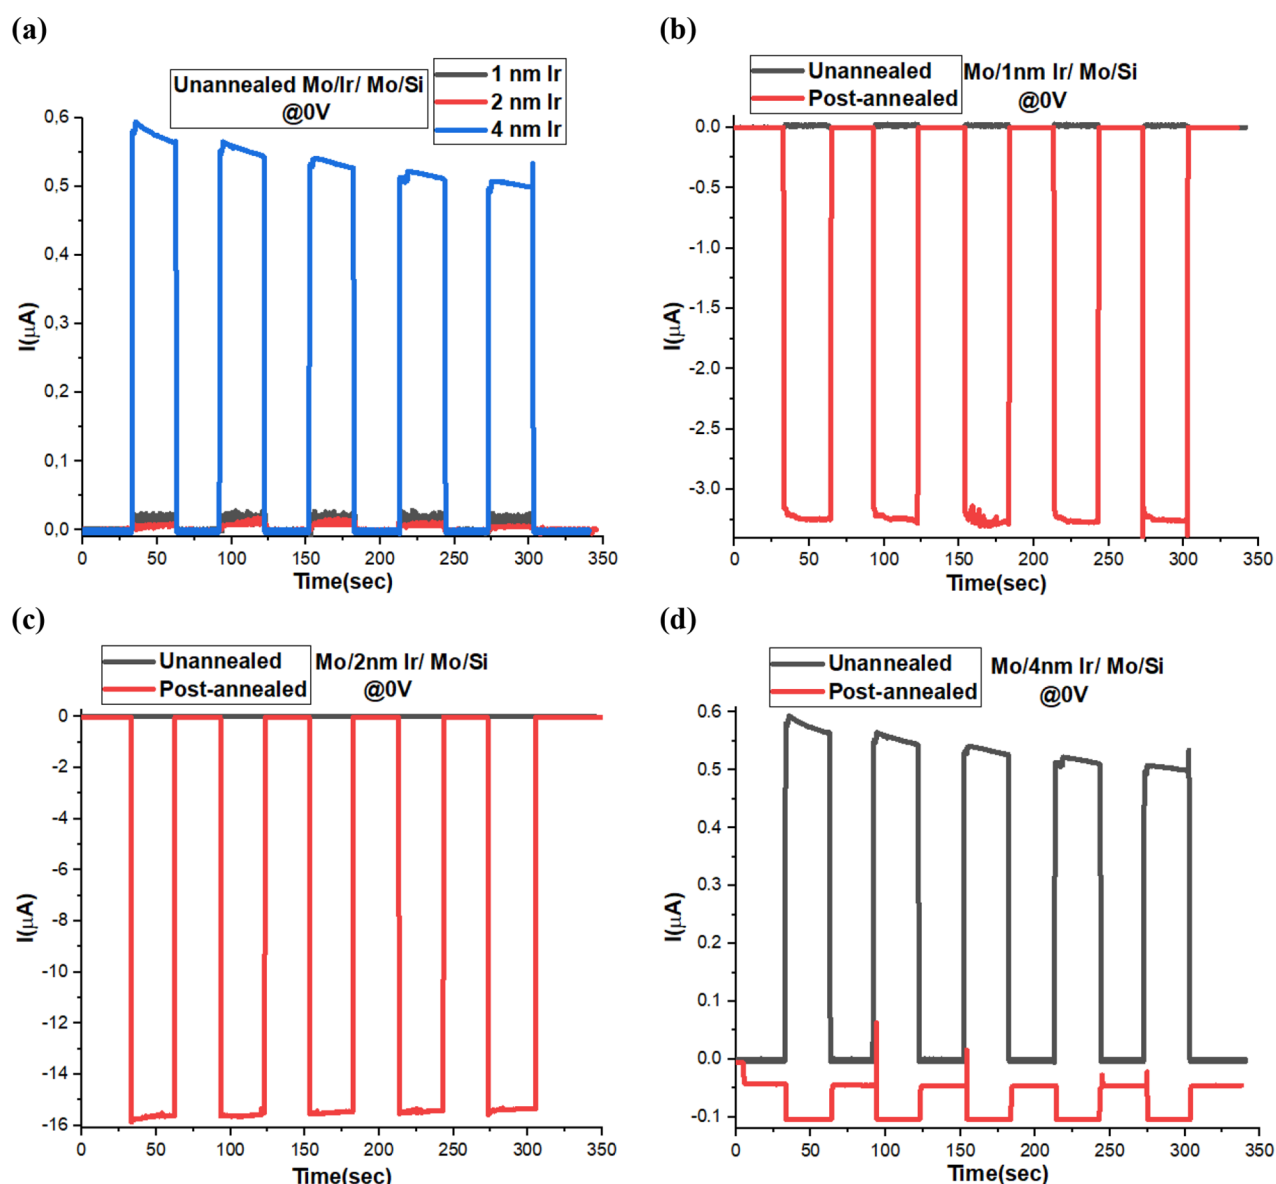 (a)
Unannealed Mo/Ir/ Mo/Si
@0V
1 nm Ir
2 nm Ir
4 nm Ir
0,6
0,5
0,4
0,3
0,2
0,1
0,0
I(μA)
0 50 100 150 200 250 300 350
Time(sec)
(b)
Unannealed
Post-annealed
Mo/1nm Ir/ Mo/Si
@0V
0.0
-0.5
-1.0
-1.5
-2.0
-2.5
-3.0
I(μA)
0 50 100 150 200 250 300 350
Time(sec)
(c)
Unannealed
Post-annealed
Mo/2nm Ir/ Mo/Si
@0V
0
-2
-4
-6
-8
-10
-12
-14
-16
I(μA)
0 50 100 150 200 250 300 350
Time(sec)
(d)
Unannealed
Post-annealed
Mo/4nm Ir/ Mo/Si
@0V
0.6
0.5
0.4
0.3
0.2
0.1
0.0
-0.1
I(μA)
0 50 100 150 200 250 300 350
Time(sec)